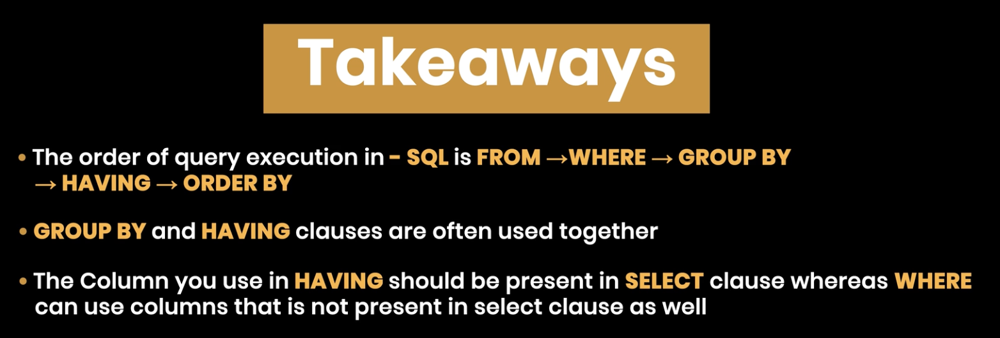 Takeaways
• The order of query execution in - SQL is FROM →WHERE → GROUP BY
→ HAVING → ORDER BY
• GROUP BY and HAVING clauses are often used together
• The Column you use in HAVING should be present in SELECT clause whereas WHERE
can use columns that is not present in select clause as well